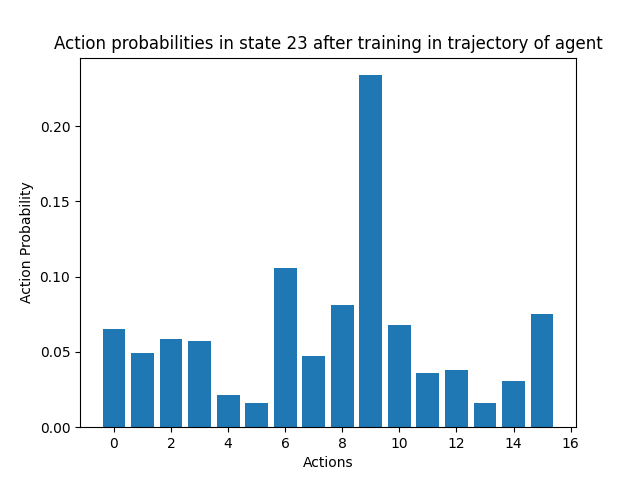 Action probabilities in state 23 after training in trajectory of agent
Action Probability
0.20
0.15
0.10
0.05
0.00
0 2 4 6 8 10 12 14 16
Actions